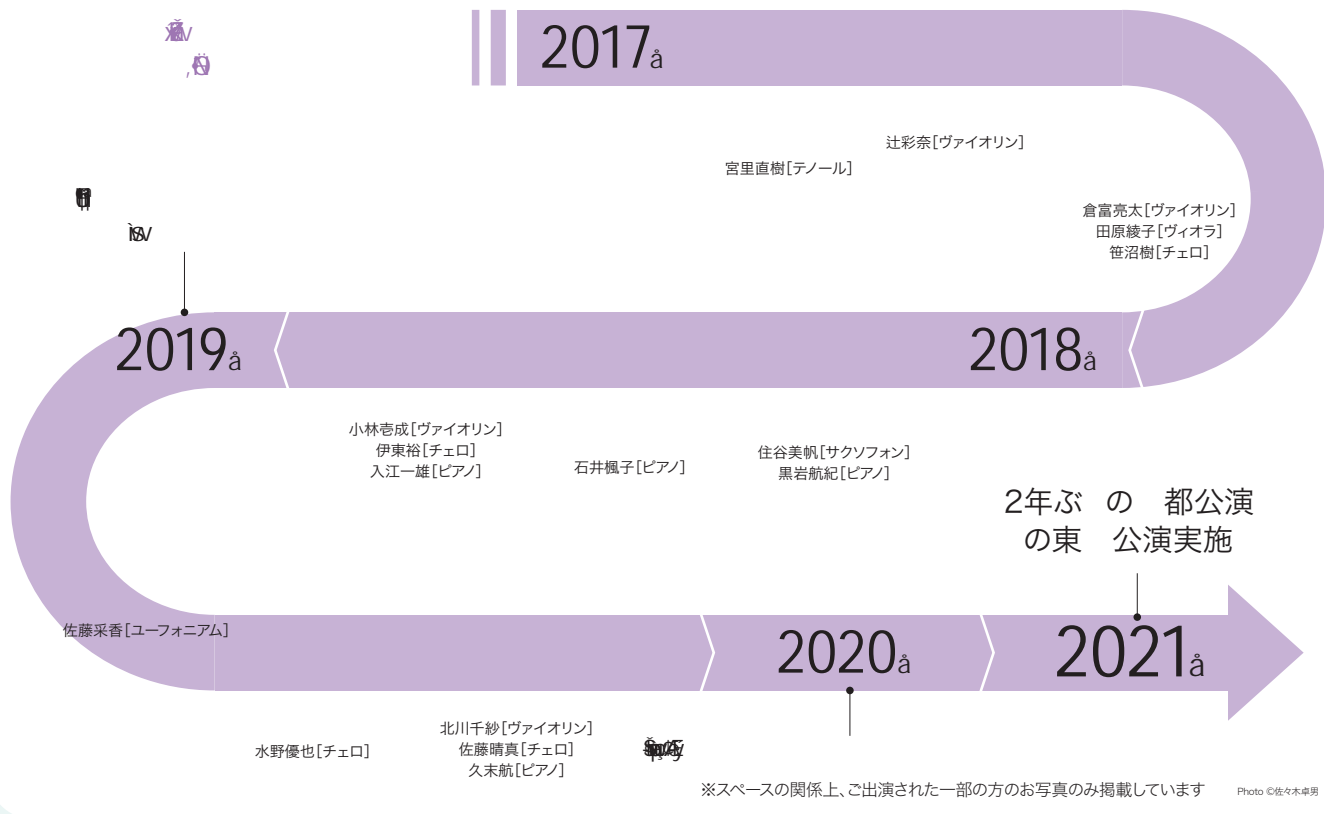 2017å
辻彩奈[ヴァイオリン]
宮里直樹[テノール]
倉冨亮太[ヴァイオリン]
田原綾子[ヴィオラ]
笹沼樹[チェロ]
2019å
2018å
小林壱成[ヴァイオリン]
伊東裕[チェロ]
入江一雄[ピアノ]
石井楓子[ピアノ]
住谷美帆[サクソフォン]
黒岩航紀[ピアノ]
2年ぶ の 都公演
の東 公演実施
佐藤采香[ユーフォニアム]
2020å
2021å
水野優也[チェロ]
北川千紗[ヴァイオリン]
佐藤晴真[チェロ]
久末航[ピアノ]
※スペースの関係上、ご出演された一部の方のお写真のみ掲載しています
Photo ©佐々木卓男